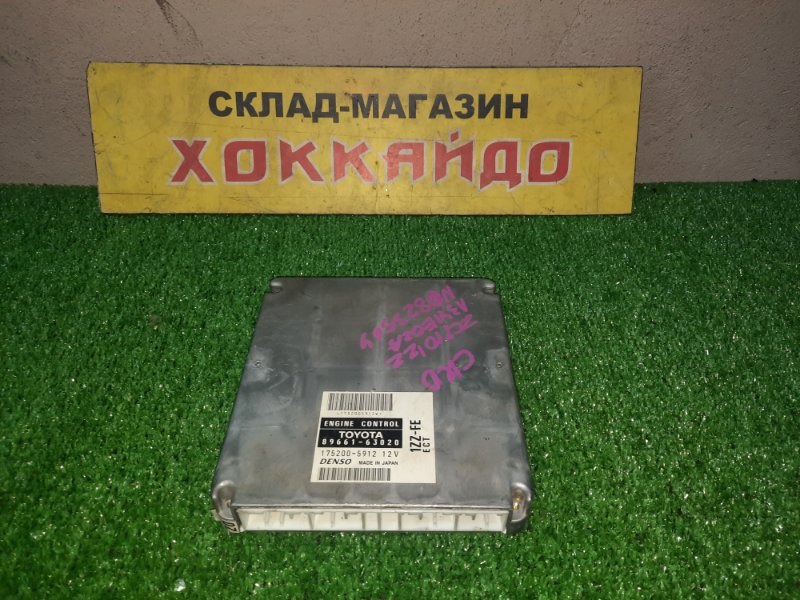 СКЛАД-МАГАЗИН
ХОККАЙДО
ENGINE CONTROL
TOYOTA
89661-63020
175200-5912 12V
DENSO MADE IN JAPAN
1ZZ-FE
ECT